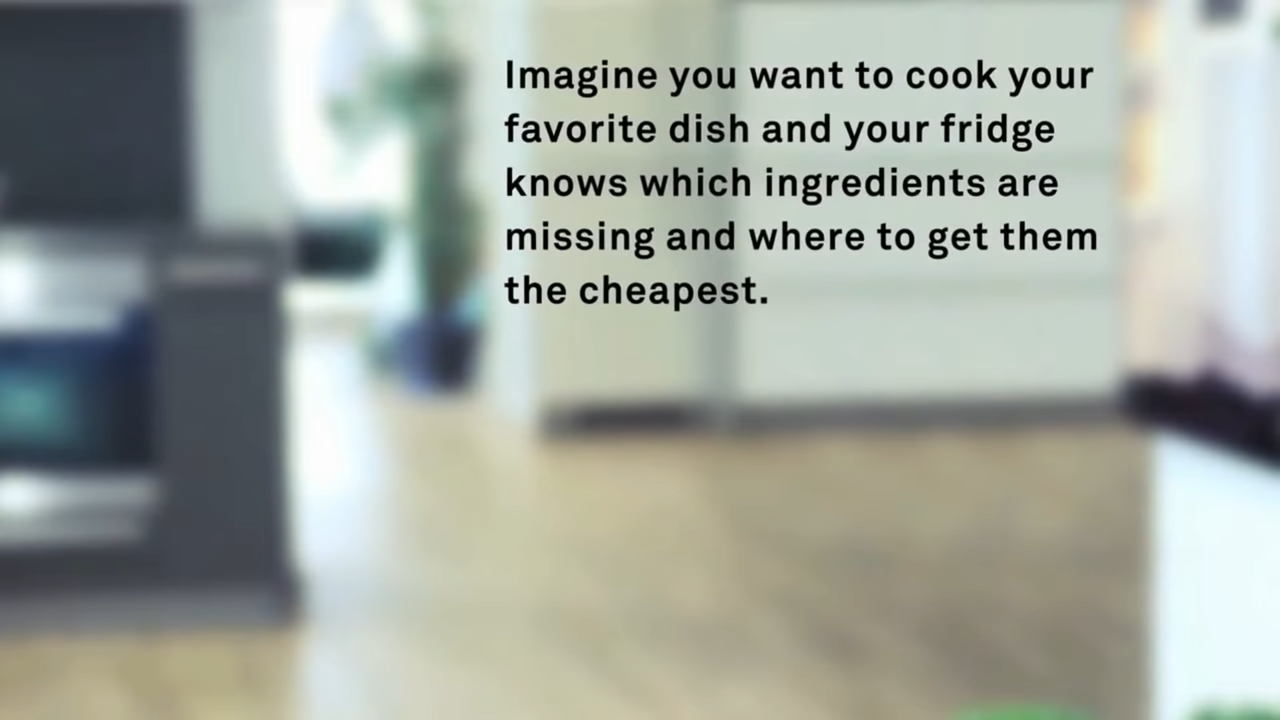 Imagine you want to cook your
favorite dish and your fridge
knows which ingredients are
missing and where to get them
the cheapest.